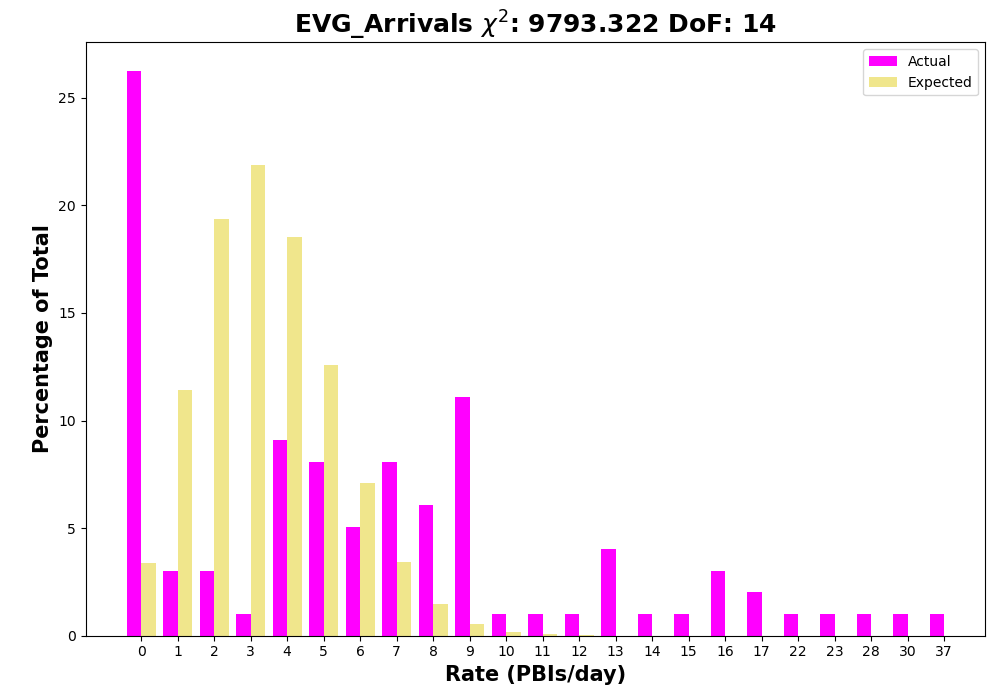 EVG_Arrivals χ²: 9793.322 DoF: 14
Actual
Expected
Percentage of Total
25
20
15
10
5
0
0 1 2 3 4 5 6 7 8 9 10 11 12 13 14 15 16 17 22 23 28 30 37
Rate (PBIs/day)